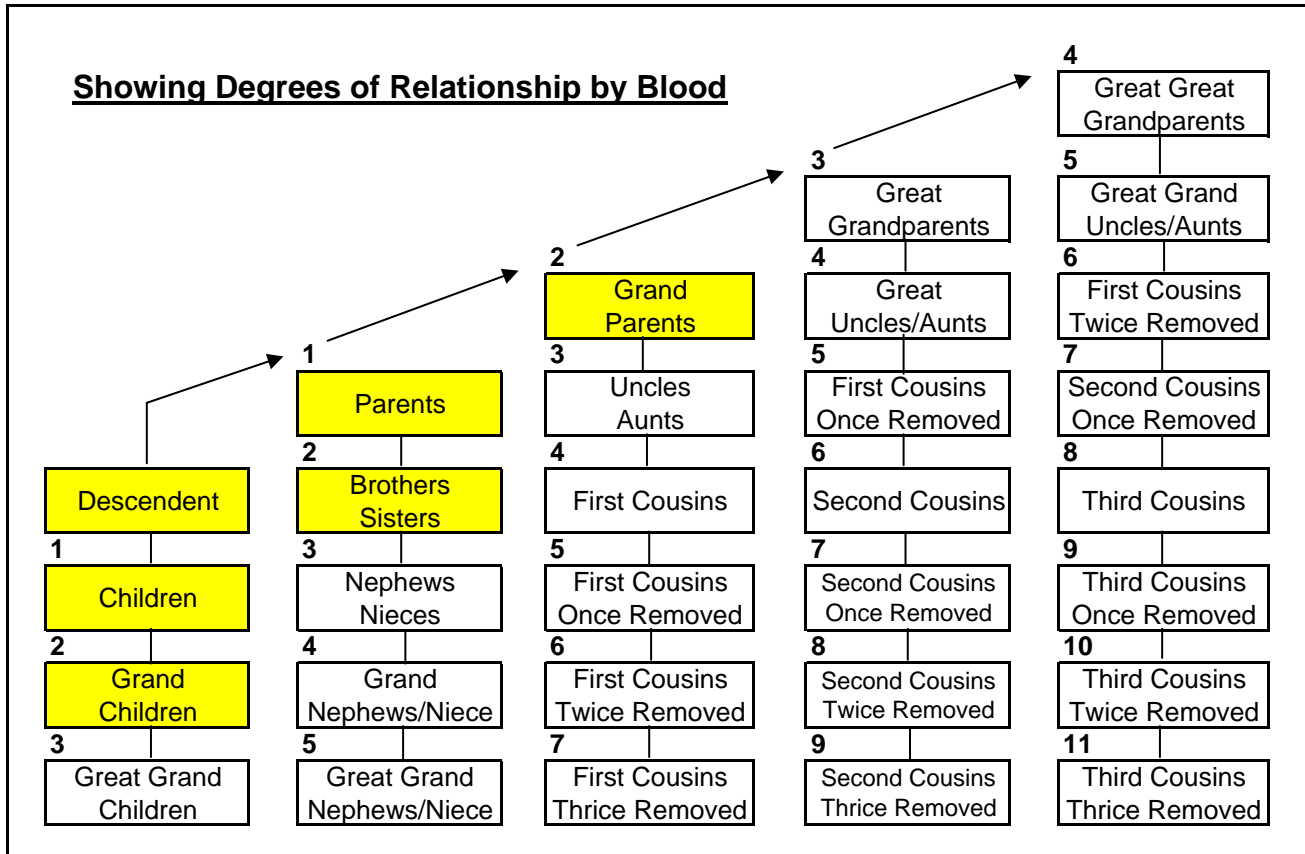 Showing Degrees of Relationship by Blood
Descendent
1
Children
2
Grand
Children
3
Great Grand
Children
1
Parents
2
Brothers
Sisters
3
Nephews
Nieces
4
Grand
Nephews/Niece
5
Great Grand
Nephews/Niece
2
Grand
Parents
3
Uncles
Aunts
4
First Cousins
5
First Cousins
Once Removed
6
First Cousins
Twice Removed
7
First Cousins
Thrice Removed
3
Great
Grandparents
4
Great
Uncles/Aunts
5
First Cousins
Once Removed
6
Second Cousins
7
Second Cousins
Once Removed
8
Second Cousins
Twice Removed
9
Second Cousins
Thrice Removed
4
Great Great
Grandparents
5
Great Grand
Uncles/Aunts
6
First Cousins
Twice Removed
7
Second Cousins
Once Removed
8
Third Cousins
9
Third Cousins
Once Removed
10
Third Cousins
Twice Removed
11
Third Cousins
Thrice Removed